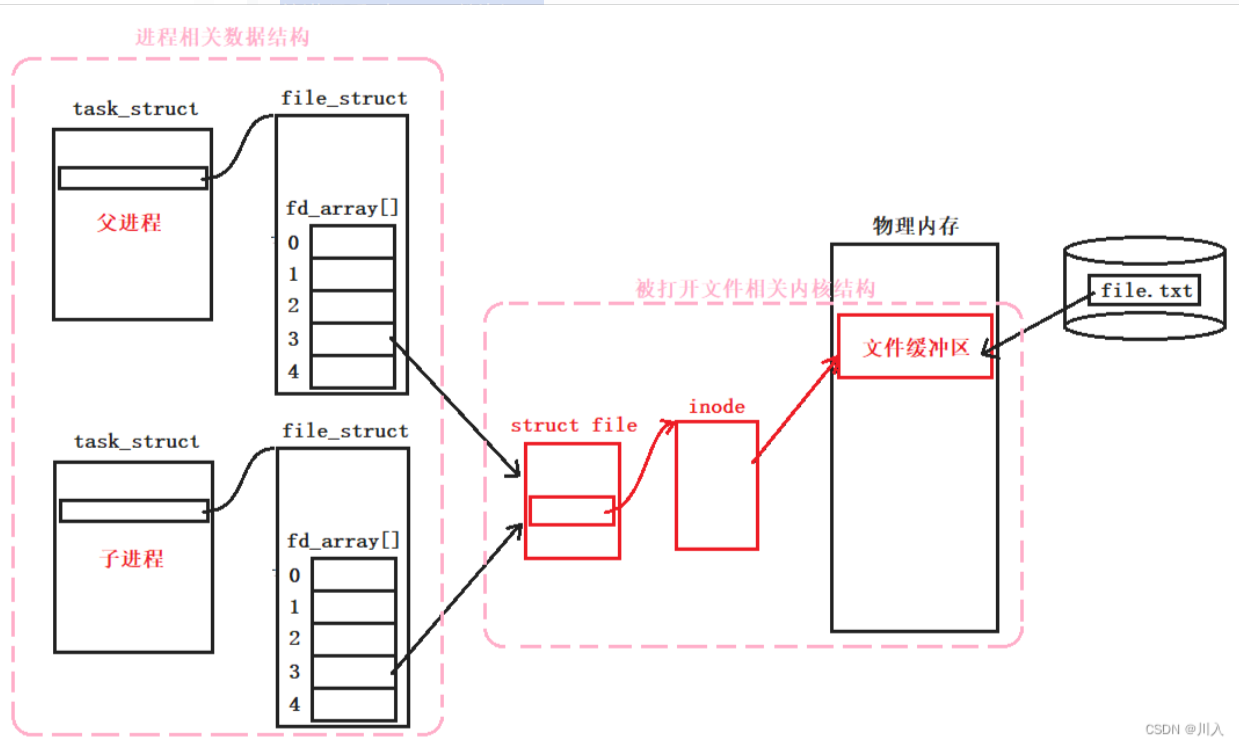 进程相关数据结构
task_struct
父进程
file_struct
fd_array[]
0
1
2
3
4
task_struct
子进程
file_struct
fd_array[]
0
1
2
3
4
被打开文件相关内核结构
struct file
inode
物理内存
文件缓冲区
file.txt
CSDN @川入